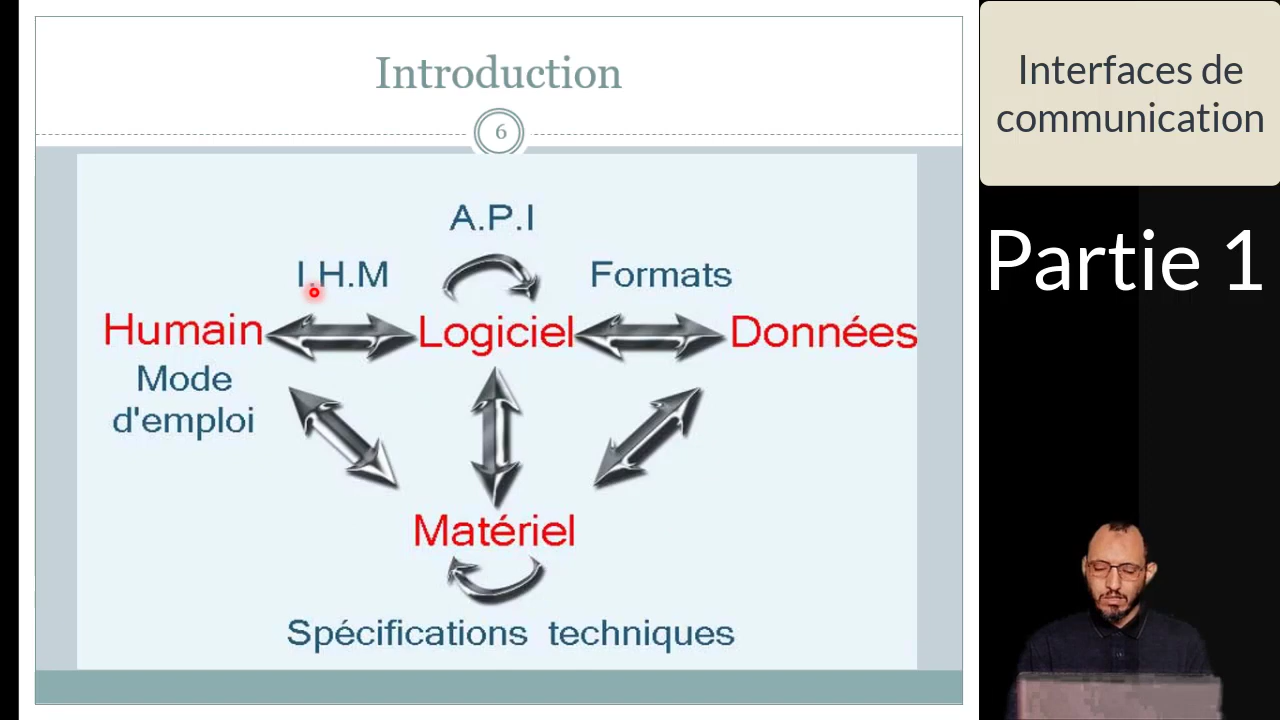 Introduction
6
A.P.I
I.H.M
Formats
Humain
Logiciel
Données
Mode
d'emploi
Matériel
Spécifications techniques
Interfaces de
communication
Partie 1